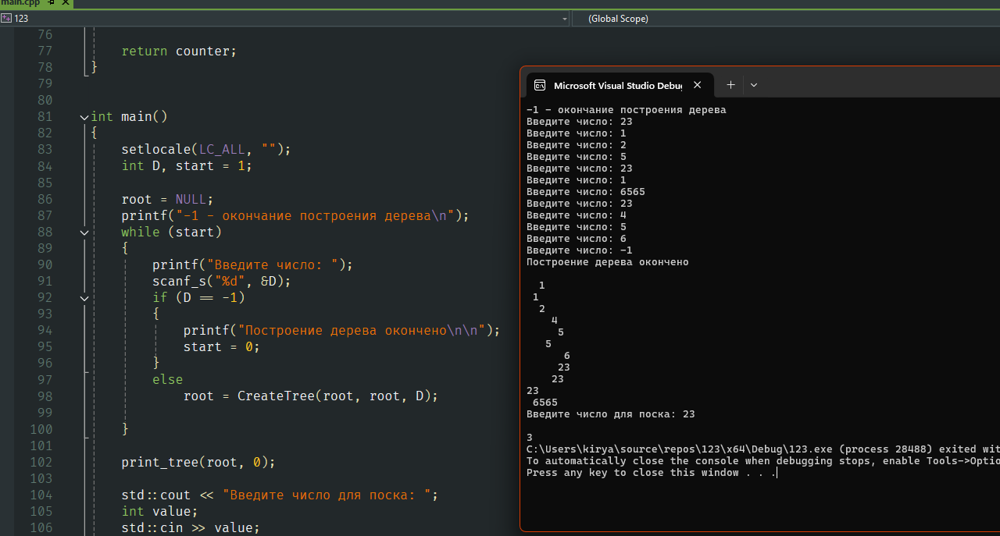 main.cpp
123
(Global Scope)
76
77 return counter;
78 }
79
80
81 int main()
82 {
83 setlocale(LC_ALL, "");
84 int D, start = 1;
85
86 root = NULL;
87 printf("-1 - окончание построения дерева\n");
88 while (start)
89 {
90 printf("Введите число: ");
91 scanf_s("%d", &D);
92 if (D == -1)
93 {
94 printf("Построение дерева окончено\n\n");
95 start = 0;
96 }
97 else
98 root = CreateTree(root, root, D);
99
100 }
101
102 print_tree(root, 0);
103
104 std::cout << "Введите число для поска: ";
105 int value;
106 std::cin >> value;
Microsoft Visual Studio Debug
-1 - окончание построения дерева
Введите число: 23
Введите число: 1
Введите число: 2
Введите число: 5
Введите число: 23
Введите число: 1
Введите число: 6565
Введите число: 23
Введите число: 4
Введите число: 5
Введите число: 6
Введите число: -1
Построение дерева окончено
1
1
2
4
5
5
6
23
23
23
6565
Введите число для поска: 23
3
C:\Users\kirya\source\repos\123\x64\Debug\123.exe (process 28488) exited wit
To automatically close the console when debugging stops, enable Tools->Optio
Press any key to close this window . . .